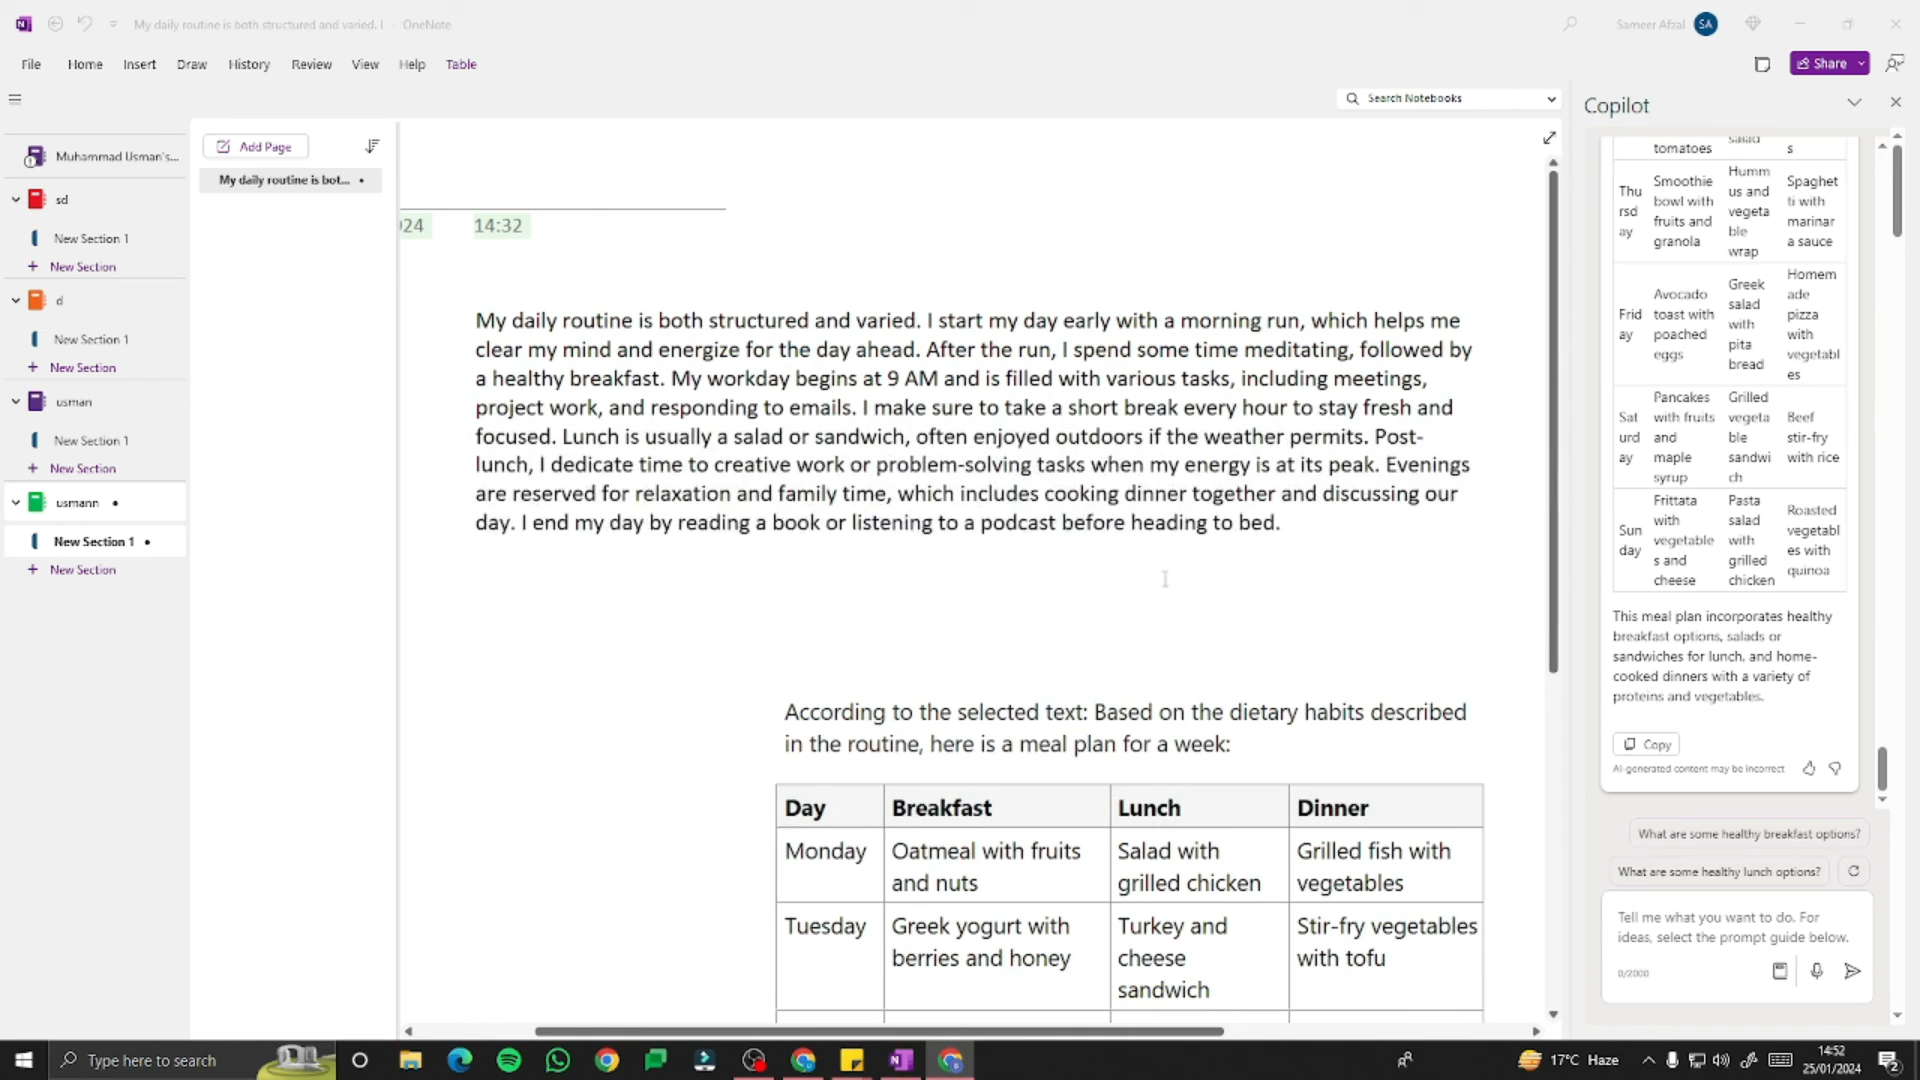 My daily routine is both structured and varied. I - OneNote
Sameer Afzal SA
File Home Insert Draw History Review View Help Table
Share
Search Notebooks
Copilot
Muhammad Usman's...
sd
New Section 1
+ New Section
d
New Section 1
+ New Section
usman
New Section 1
+ New Section
usmann
New Section 1
+ New Section
Add Page
My daily routine is bot...
24 14:32
My daily routine is both structured and varied. I start my day early with a morning run, which helps me
clear my mind and energize for the day ahead. After the run, I spend some time meditating, followed by
a healthy breakfast. My workday begins at 9 AM and is filled with various tasks, including meetings,
project work, and responding to emails. I make sure to take a short break every hour to stay fresh and
focused. Lunch is usually a salad or sandwich, often enjoyed outdoors if the weather permits. Post-
lunch, I dedicate time to creative work or problem-solving tasks when my energy is at its peak. Evenings
are reserved for relaxation and family time, which includes cooking dinner together and discussing our
day. I end my day by reading a book or listening to a podcast before heading to bed.
According to the selected text: Based on the dietary habits described
in the routine, here is a meal plan for a week:
Day Breakfast Lunch Dinner
Monday Oatmeal with fruits Salad with Grilled fish with
and nuts grilled chicken vegetables
Tuesday Greek yogurt with Turkey and Stir-fry vegetables
berries and honey cheese with tofu
sandwich
tomatoes salad s
Thu
rsd
ay
Smoothie
bowl with
fruits and
granola
Humm
us and
vegeta
ble
wrap
Spaghet
ti with
marinar
a sauce
Frid
ay
Avocado
toast with
poached
eggs
Greek
salad
with
pita
bread
Homem
ade
pizza
with
vegetabl
es
Sat
urd
ay
Pancakes
with fruits
and
maple
syrup
Grilled
vegeta
ble
sandwi
ch
Beef
stir-fry
with rice
Sun
day
Frittata
with
vegetable
s and
cheese
Pasta
salad
with
grilled
chicken
Roasted
vegetabl
es with
quinoa
This meal plan incorporates healthy
breakfast options, salads or
sandwiches for lunch, and home-
cooked dinners with a variety of
proteins and vegetables.
Copy
AI-generated content may be incorrect
What are some healthy breakfast options?
What are some healthy lunch options?
Tell me what you want to do. For
ideas, select the prompt guide below.
0/2000
Type here to search
17°C Haze
14:52
25/01/2024
2